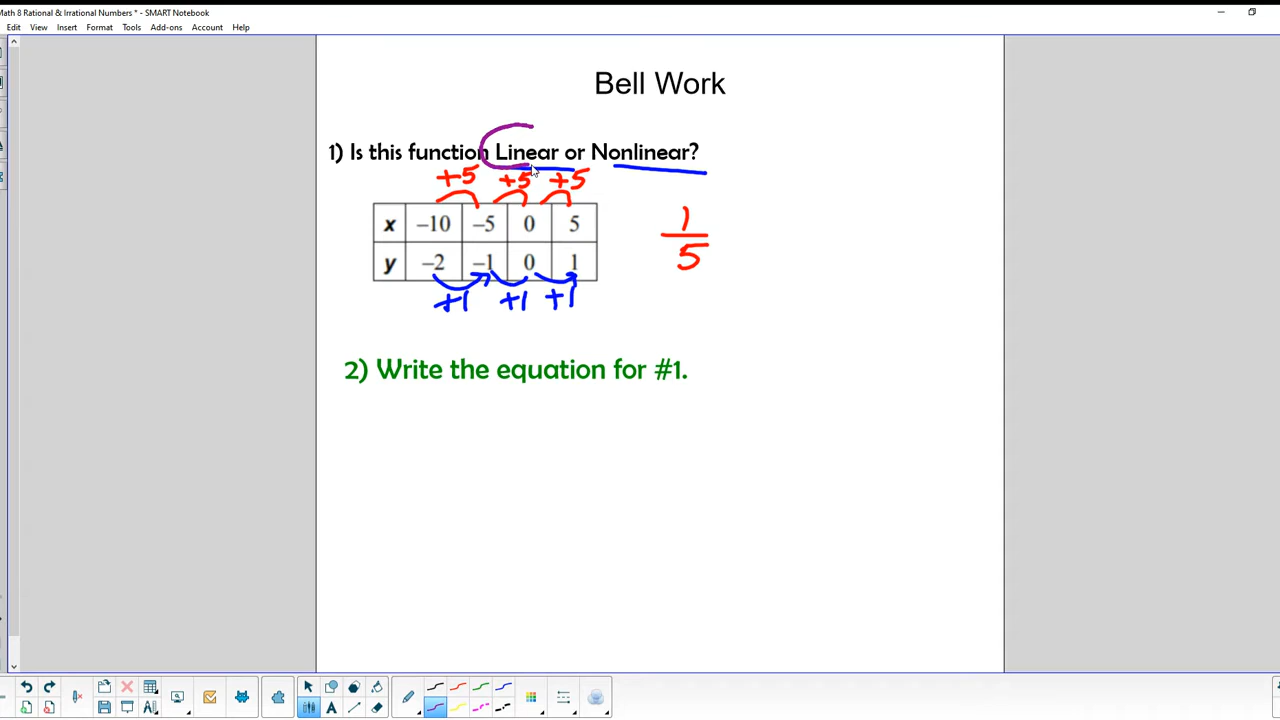 Math 8 Rational & Irrational Numbers * - SMART Notebook
Edit View Insert Format Tools Add-ons Account Help
Bell Work
1) Is this function Linear or Nonlinear?
+5 +5 +5
x –10 –5 0 5
y –2 –1 0 1
+1 +1 +1
1
5
2) Write the equation for #1.